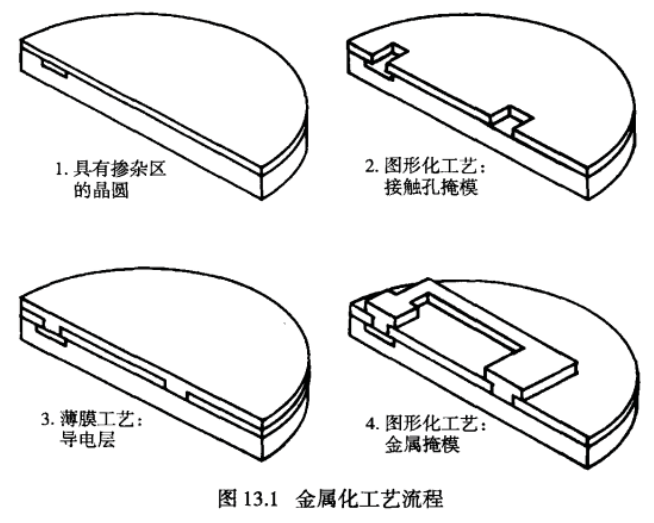 1. 具有掺杂区
的晶圆
2. 图形化工艺：
接触孔掩模
3. 薄膜工艺：
导电层
4. 图形化工艺：
金属掩模
图 13.1 金属化工艺流程